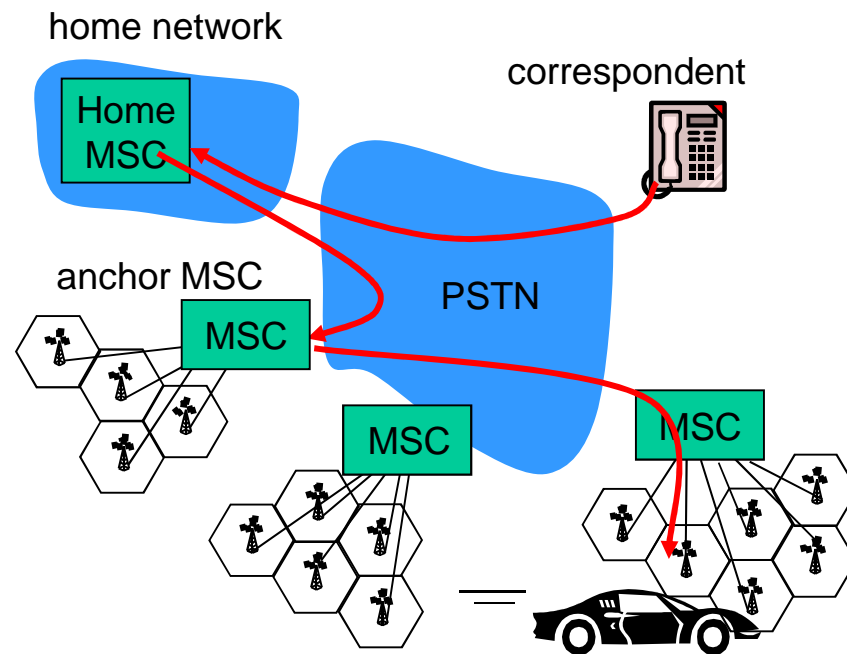 home network
correspondent
Home
MSC
anchor MSC
PSTN
MSC
MSC
MSC